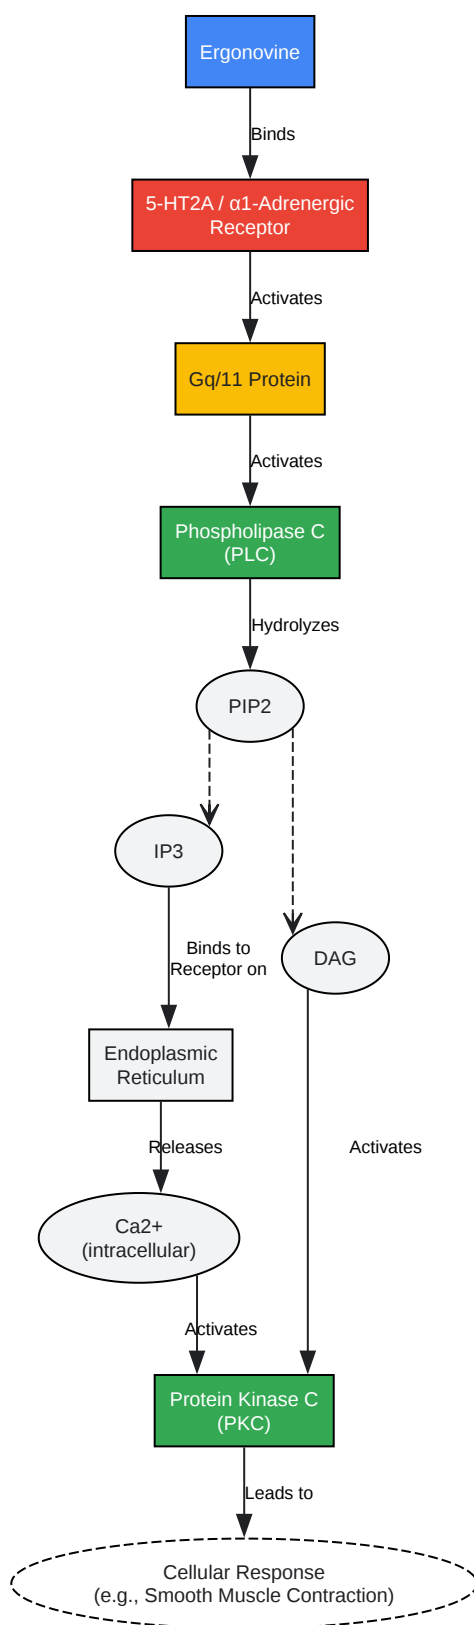 Ergonovine
Binds
5-HT2A / α1-Adrenergic
Receptor
Activates
Gq/11 Protein
Activates
Phospholipase C
(PLC)
Hydrolyzes
PIP2
IP3
Binds to
Receptor on
DAG
Endoplasmic
Reticulum
Releases
Activates
Ca2+
(intracellular)
Activates
Protein Kinase C
(PKC)
Leads to
Cellular Response
(e.g., Smooth Muscle Contraction)